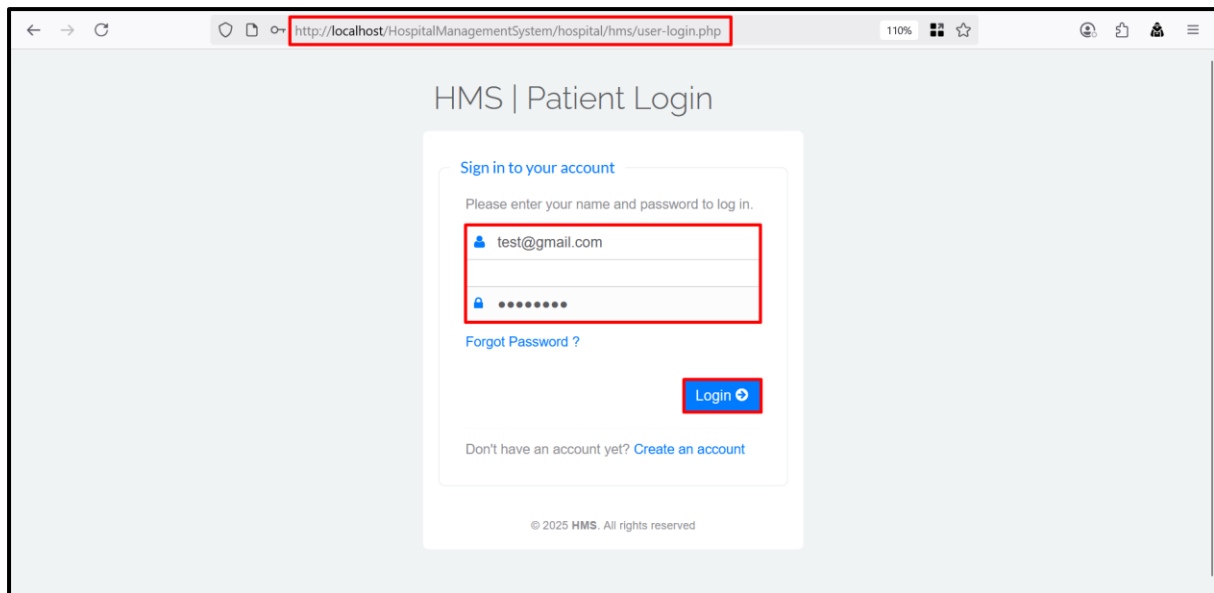 http://localhost/HospitalManagementSystem/hospital/hms/user-login.php
110%
HMS | Patient Login
Sign in to your account
Please enter your name and password to log in.
test@gmail.com
●●●●●●●●
Forgot Password ?
Login
Don't have an account yet? Create an account
© 2025 HMS. All rights reserved